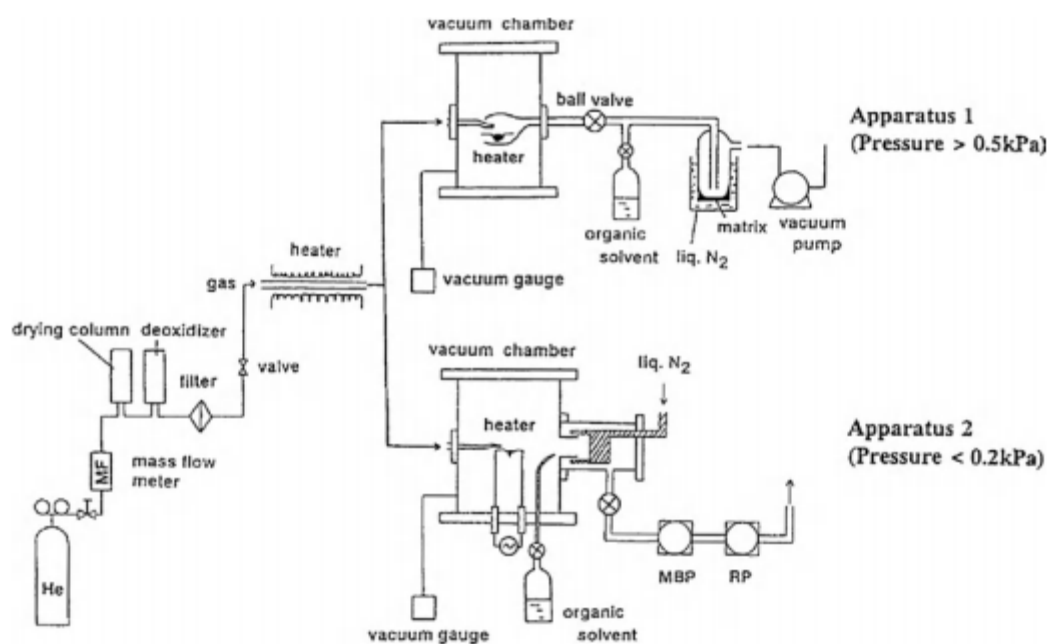 vacuum chamber
ball valve
Apparatus 1
(Pressure > 0.5kPa)
heater
organic
solvent
matrix
liq. N2
vacuum
pump
vacuum gauge
heater
gas
drying column
deoxidizer
filter
valve
MF
mass flow
meter
He
vacuum chamber
liq. N2
heater
Apparatus 2
(Pressure < 0.2kPa)
MBP
RP
organic
solvent
vacuum gauge